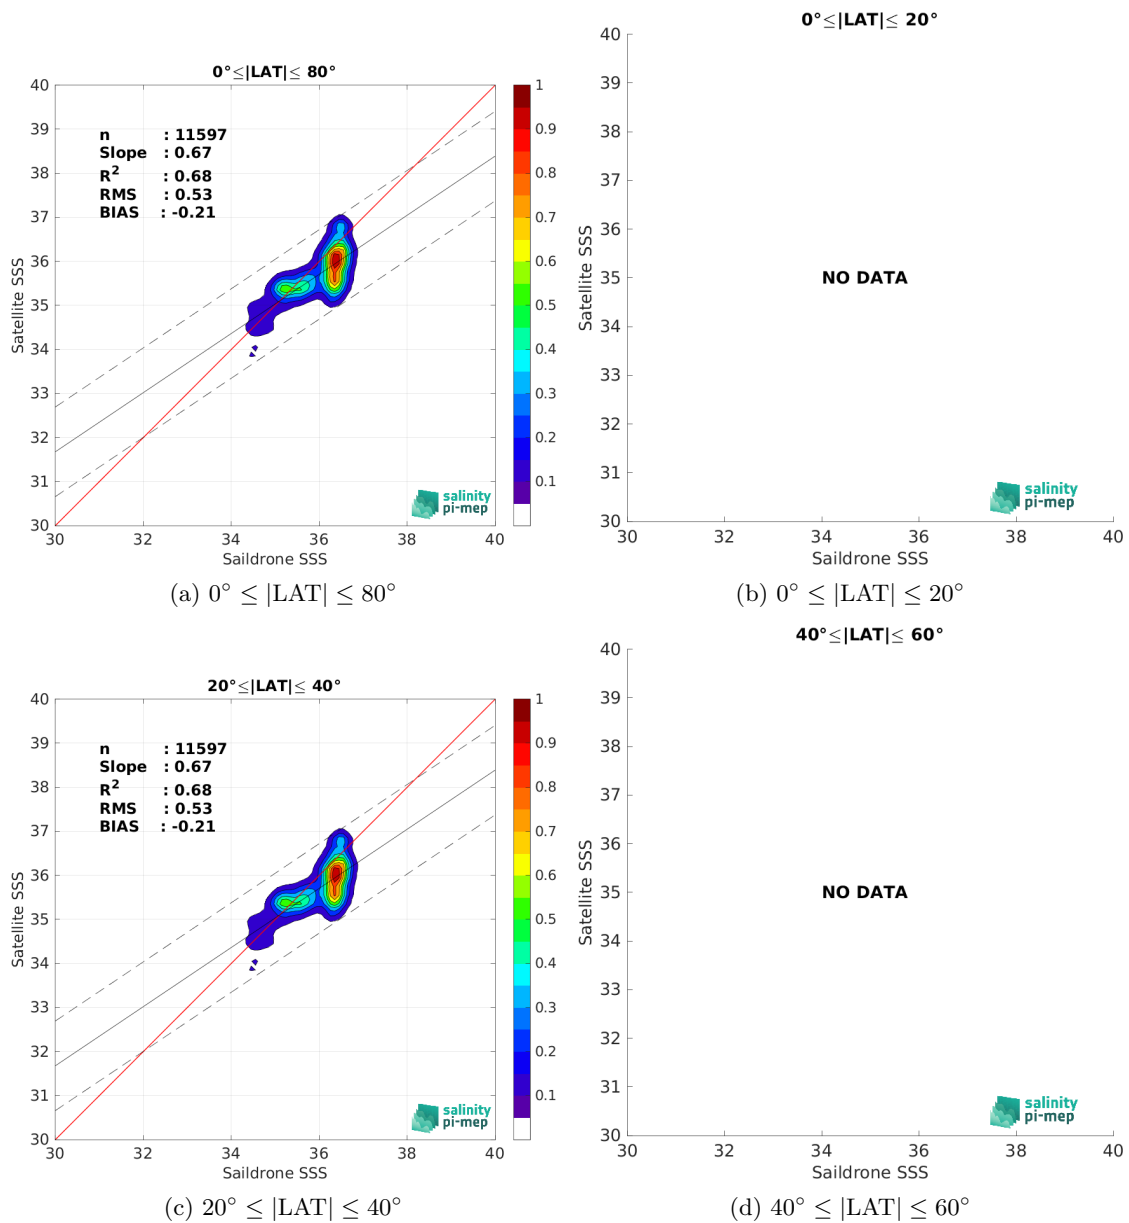 0°≤|LAT|≤ 80°
40
39
38
37
36
35
34
33
32
31
30
Satellite SSS
n : 11597
Slope : 0.67
R² : 0.68
RMS : 0.53
BIAS : -0.21
1
0.9
0.8
0.7
0.6
0.5
0.4
0.3
0.2
0.1
salinity
pi-mep
30 32 34 36 38 40
Saildrone SSS
(a) 0° ≤ |LAT| ≤ 80°
0°≤|LAT|≤ 20°
40
39
38
37
36
35
34
33
32
31
30
Satellite SSS
NO DATA
salinity
pi-mep
30 32 34 36 38 40
Saildrone SSS
(b) 0° ≤ |LAT| ≤ 20°
20°≤|LAT|≤ 40°
40
39
38
37
36
35
34
33
32
31
30
Satellite SSS
n : 11597
Slope : 0.67
R² : 0.68
RMS : 0.53
BIAS : -0.21
1
0.9
0.8
0.7
0.6
0.5
0.4
0.3
0.2
0.1
salinity
pi-mep
30 32 34 36 38 40
Saildrone SSS
(c) 20° ≤ |LAT| ≤ 40°
40°≤|LAT|≤ 60°
40
39
38
37
36
35
34
33
32
31
30
Satellite SSS
NO DATA
salinity
pi-mep
30 32 34 36 38 40
Saildrone SSS
(d) 40° ≤ |LAT| ≤ 60°